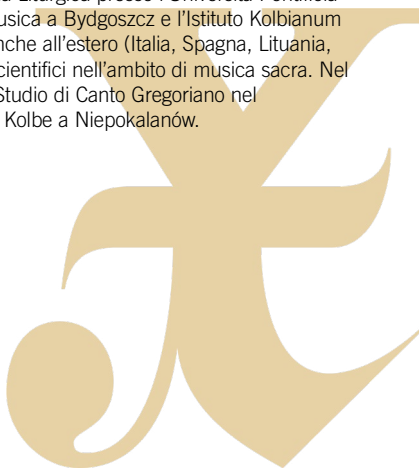 Liturgica presso l'Università Pontificia
usica a Bydgoszcz e l'Istituto Kolbianum
nche all'estero (Italia, Spagna, Lituania,
cientifici nell'ambito di musica sacra. Nel
Studio di Canto Gregoriano nel
Kolbe a Niepokalanów.